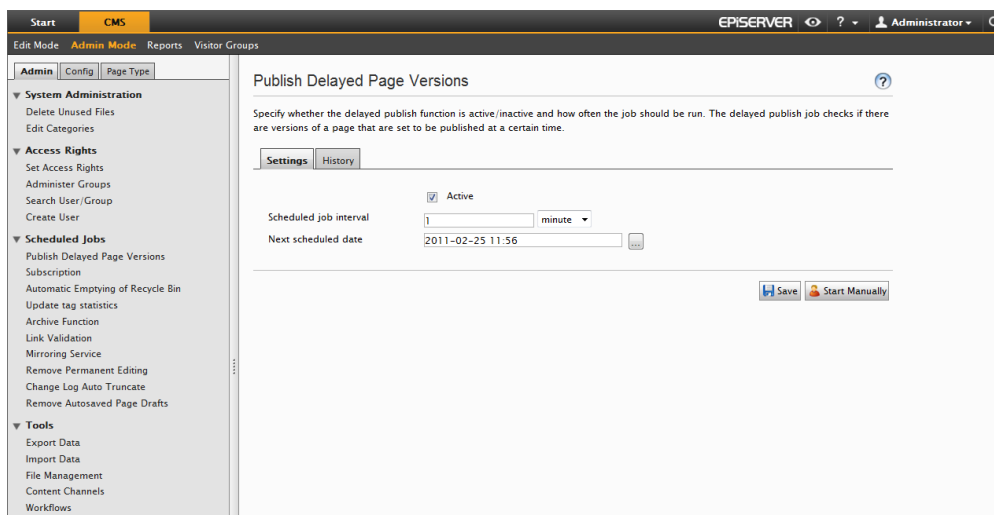 Start
CMS
EPiSERVER
?
Administrator
Edit Mode
Admin Mode
Reports
Visitor Groups
Admin
Config
Page Type
System Administration
Delete Unused Files
Edit Categories
Access Rights
Set Access Rights
Administer Groups
Search User/Group
Create User
Scheduled Jobs
Publish Delayed Page Versions
Subscription
Automatic Emptying of Recycle Bin
Update tag statistics
Archive Function
Link Validation
Mirroring Service
Remove Permanent Editing
Change Log Auto Truncate
Remove Autosaved Page Drafts
Tools
Export Data
Import Data
File Management
Content Channels
Workflows
Publish Delayed Page Versions
?
Specify whether the delayed publish function is active/inactive and how often the job should be run. The delayed publish job checks if there
are versions of a page that are set to be published at a certain time.
Settings
History
Active
Scheduled job interval
1
minute
Next scheduled date
2011-02-25 11:56
...
Save
Start Manually